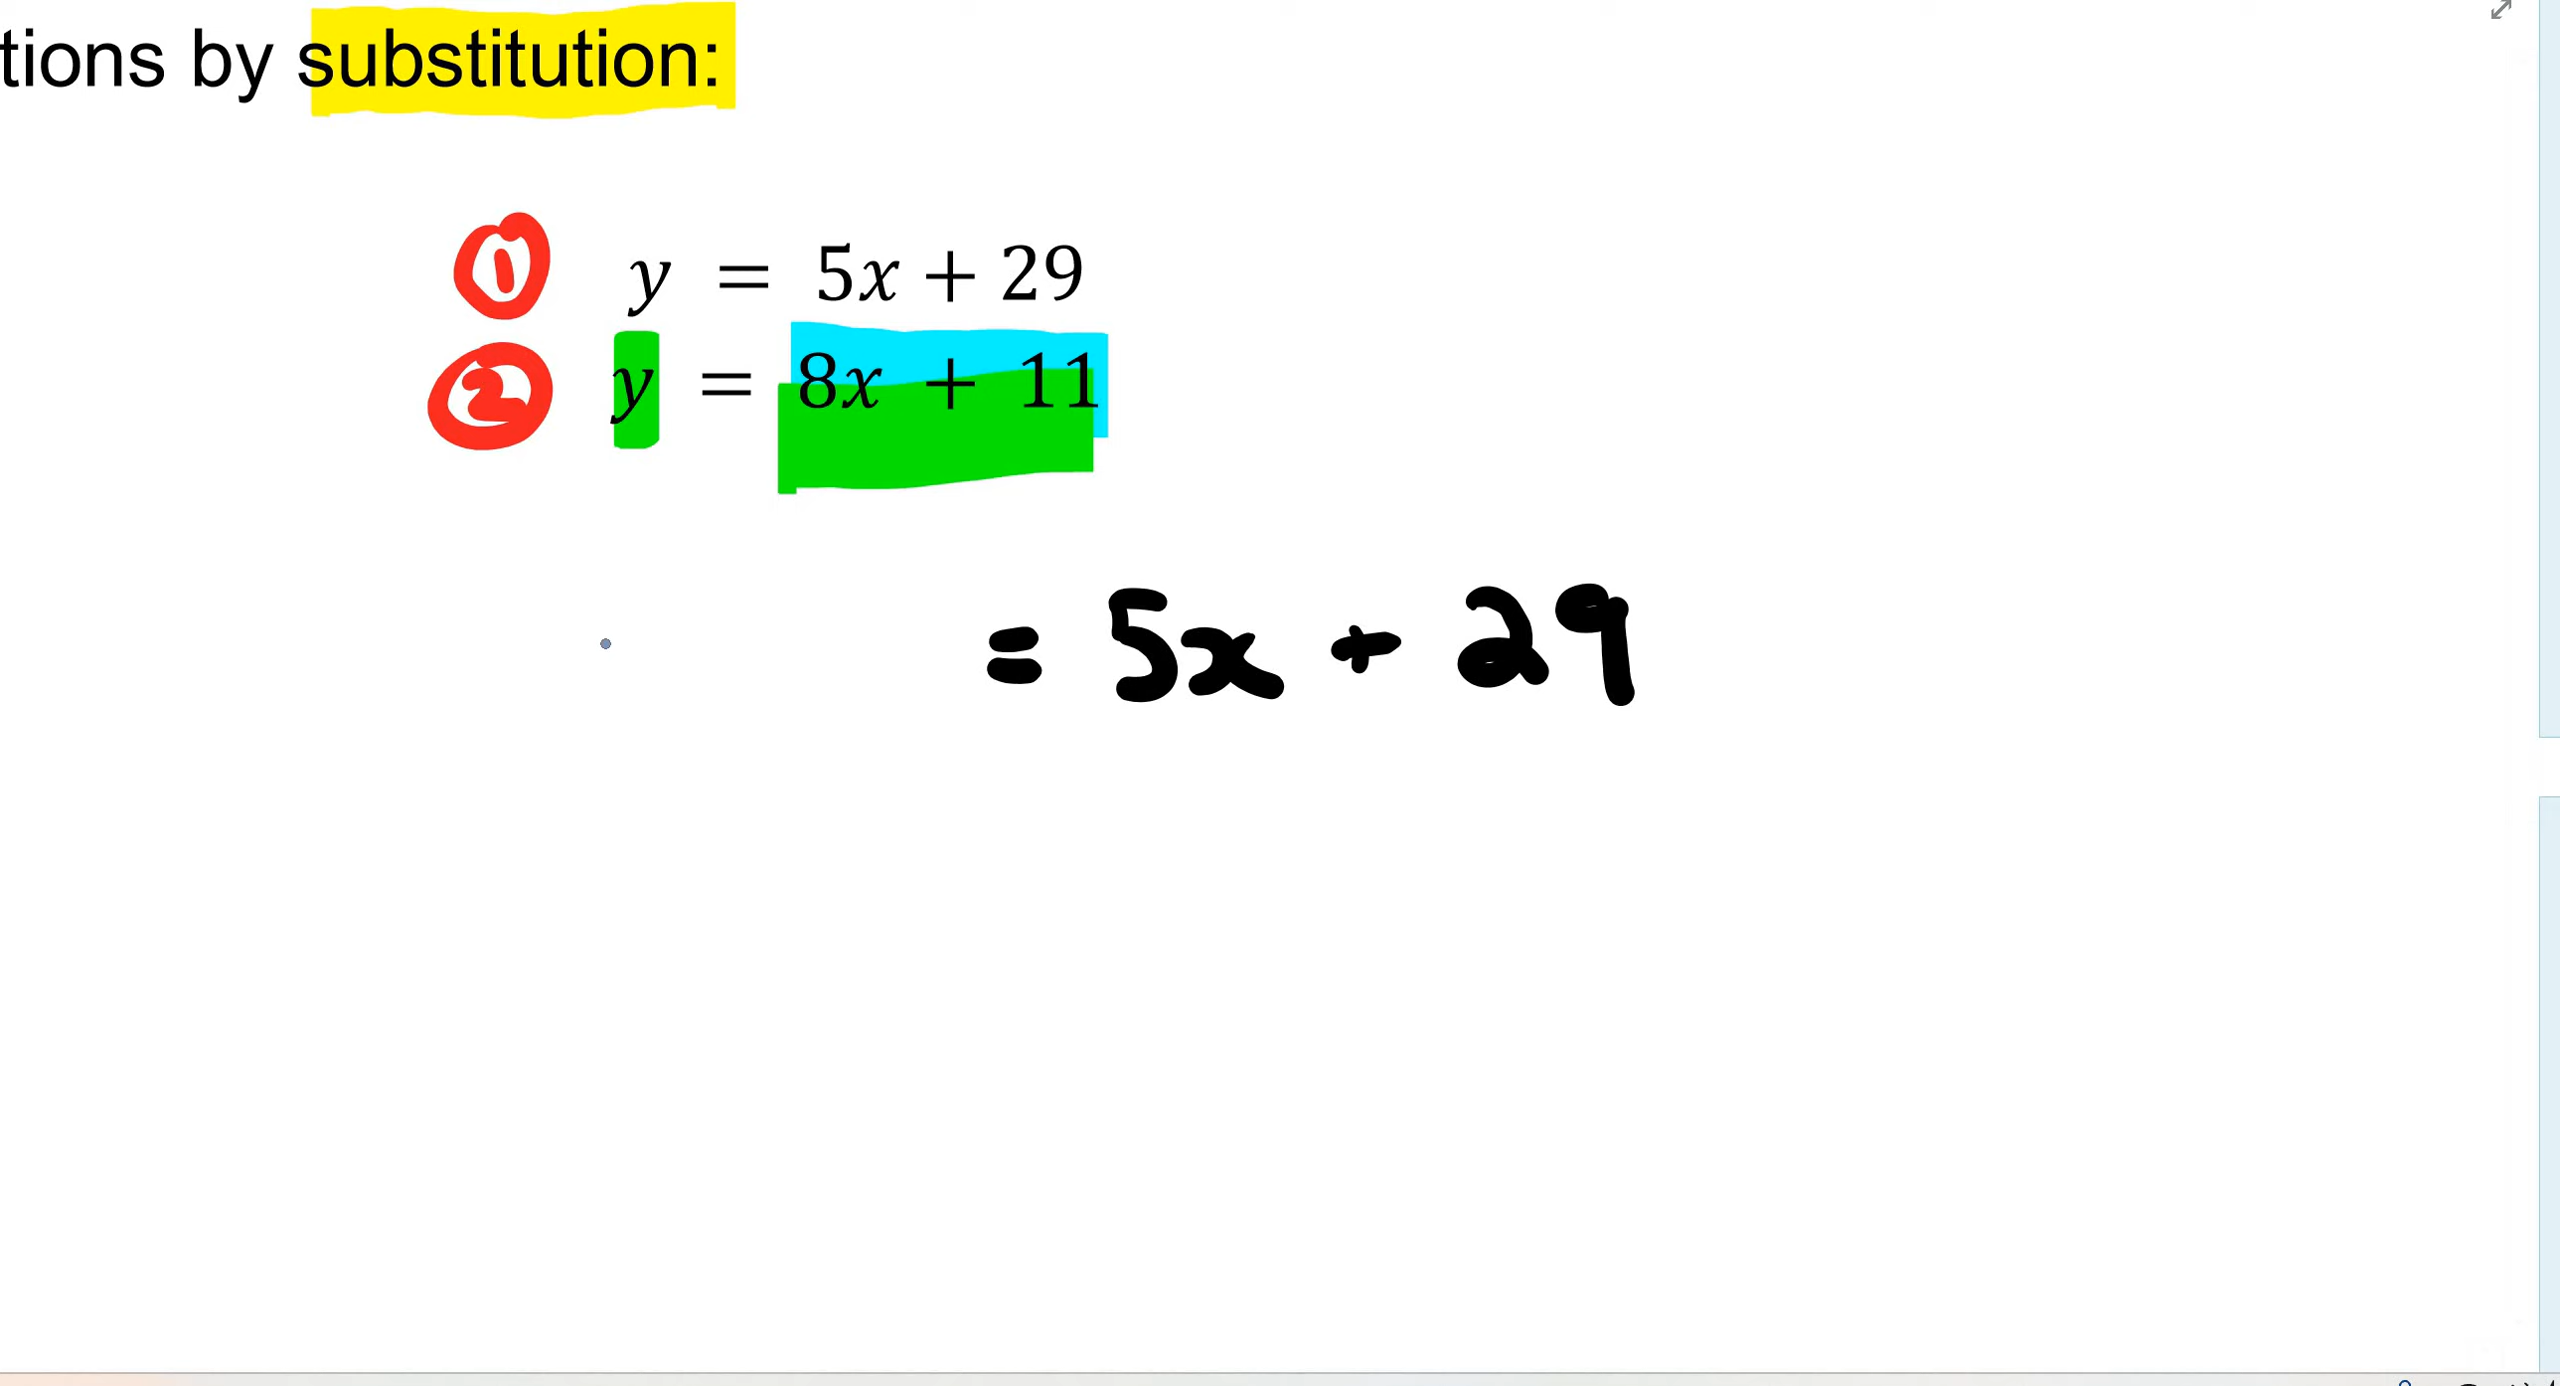 tions by substitution:
① y = 5x + 29
② y = 8x + 11
= 5x + 29